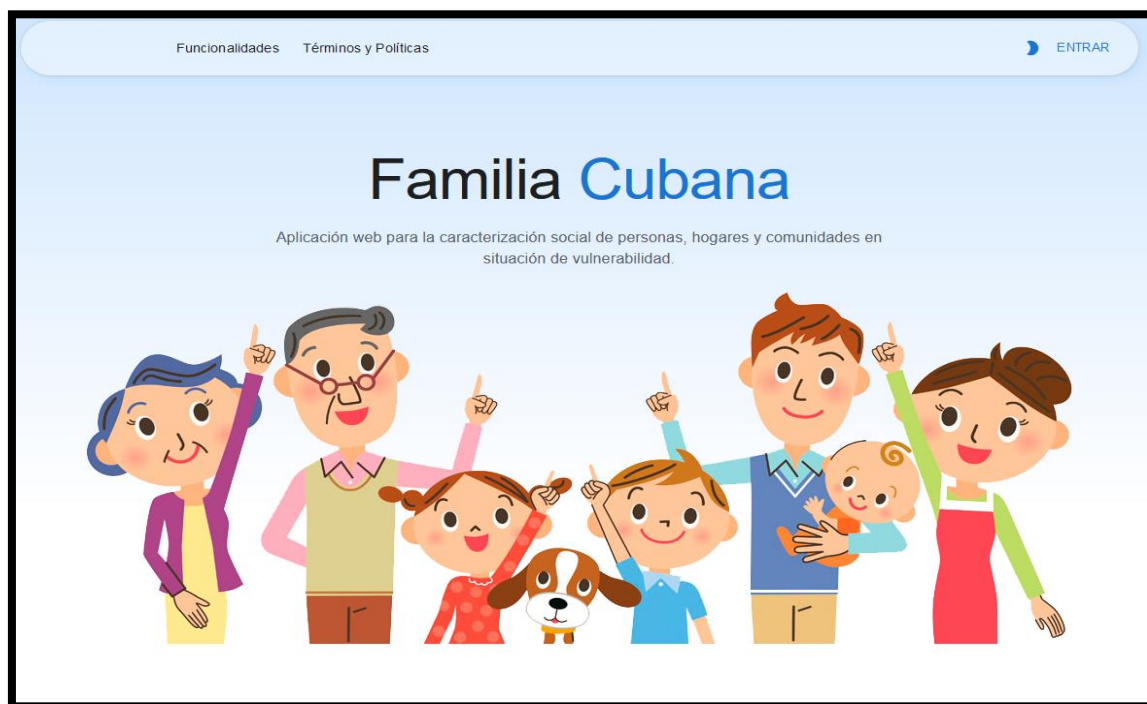 Funcionalidades Términos y Políticas ENTRAR
Familia Cubana
Aplicación web para la caracterización social de personas, hogares y comunidades en
situación de vulnerabilidad.